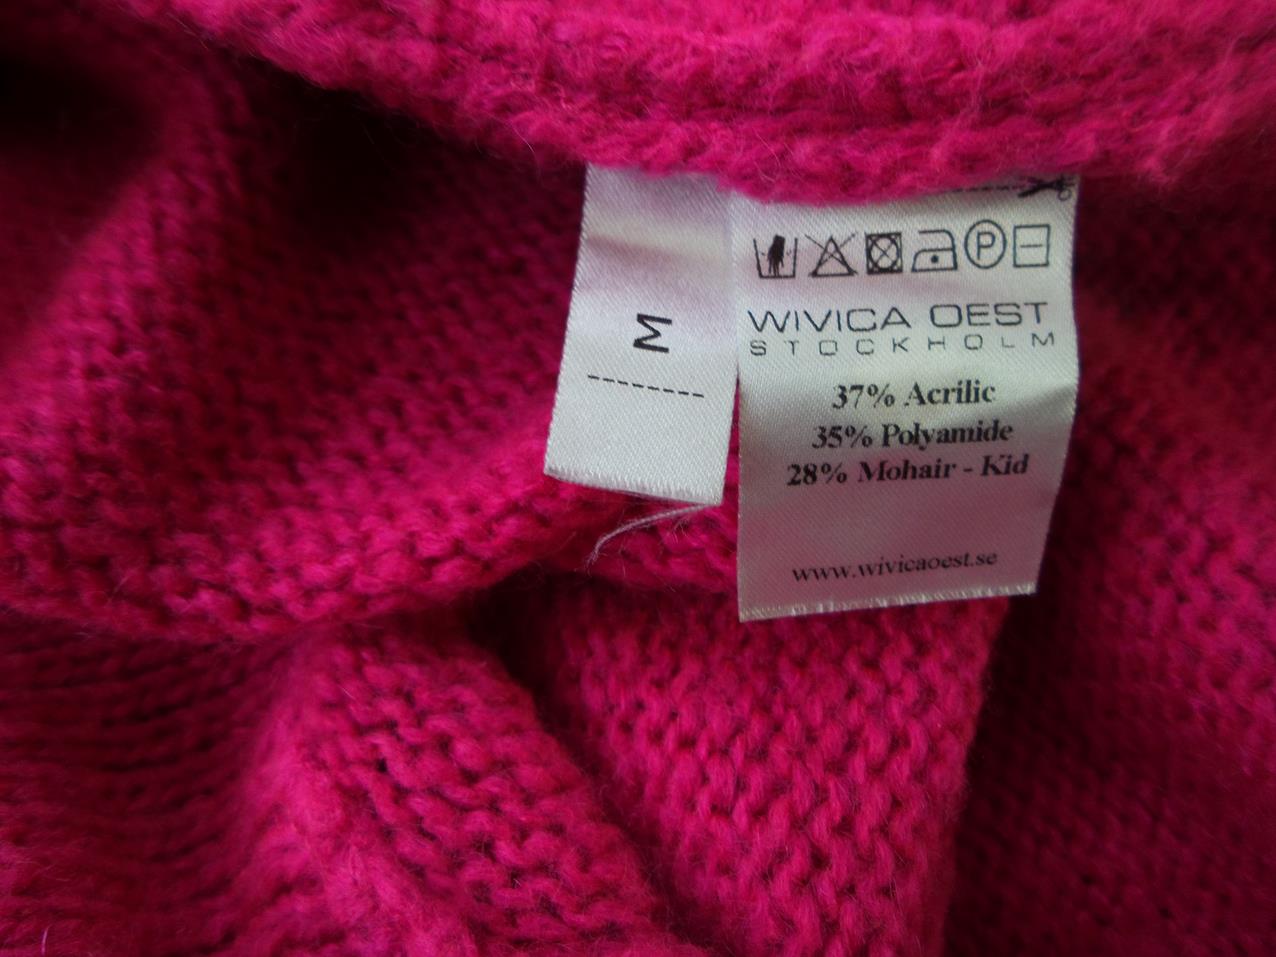 M
WIVICA OEST
STOCKHOLM
37% Acrilic
35% Polyamide
28% Mohair - Kid
www.wivicaoest.se